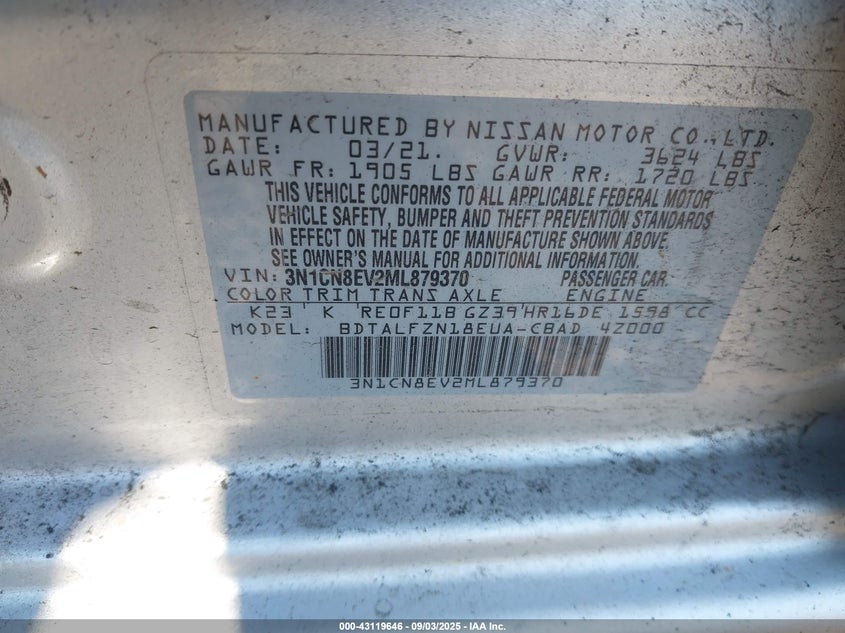 MANUFACTURED BY NISSAN MOTOR CO., LTD.
DATE: 03/21. GVWR: 3624 LBS
GAWR FR: 1905 LBS GAWR RR: 1720 LBS
THIS VEHICLE CONFORMS TO ALL APPLICABLE FEDERAL MOTOR
VEHICLE SAFETY, BUMPER AND THEFT PREVENTION STANDARDS
IN EFFECT ON THE DATE OF MANUFACTURE SHOWN ABOVE.
SEE OWNER'S MANUAL FOR ADDITIONAL INFORMATION.
VIN: 3N1CN8EV2ML879370 PASSENGER CAR
COLOR TRIM TRANS AXLE ENGINE
K23 K RE0F11B GZ39 HR16DE 1598 CC
MODEL: BDTALFZN18EUA-CBAD 4Z000
3N1CN8EV2ML879370
000-43119646 - 09/03/2025 - IAA Inc.